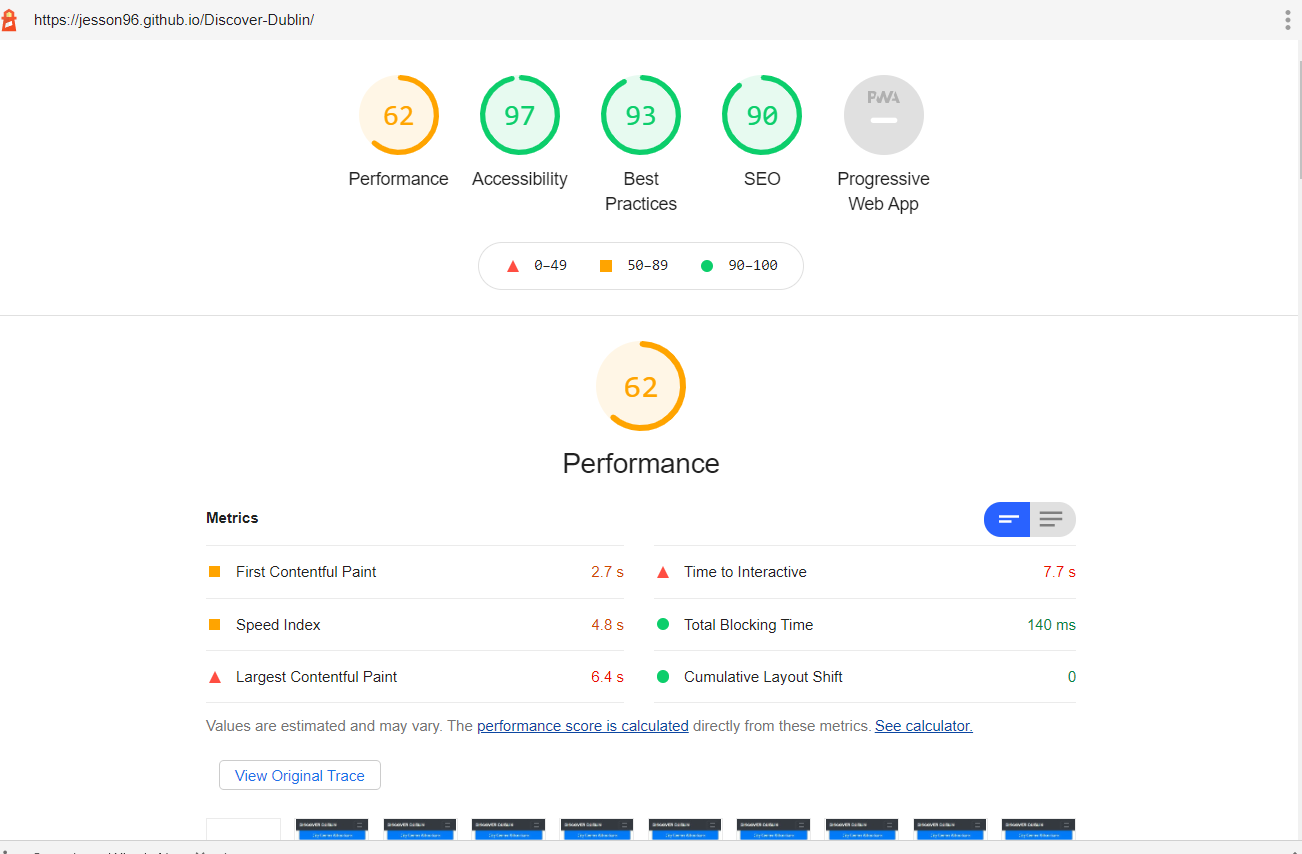 https://jesson96.github.io/Discover-Dublin/
62 97 93 90 PWA
Performance Accessibility Best Practices SEO Progressive Web App
0–49 50–89 90–100
62
Performance
Metrics
First Contentful Paint 2.7 s
Time to Interactive 7.7 s
Speed Index 4.8 s
Total Blocking Time 140 ms
Largest Contentful Paint 6.4 s
Cumulative Layout Shift 0
Values are estimated and may vary. The performance score is calculated directly from these metrics. See calculator.
View Original Trace